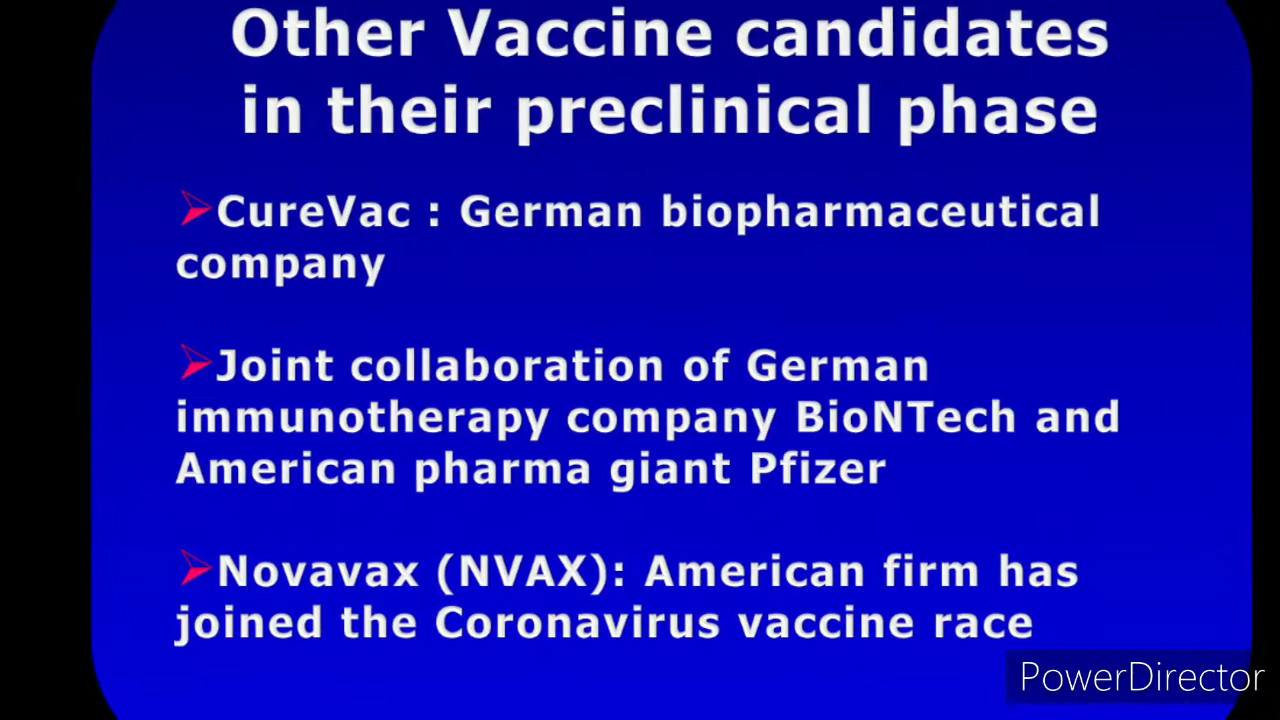 Other Vaccine candidates
in their preclinical phase
CureVac : German biopharmaceutical
company
Joint collaboration of German
immunotherapy company BioNTech and
American pharma giant Pfizer
Novavax (NVAX): American firm has
joined the Coronavirus vaccine race
PowerDirector